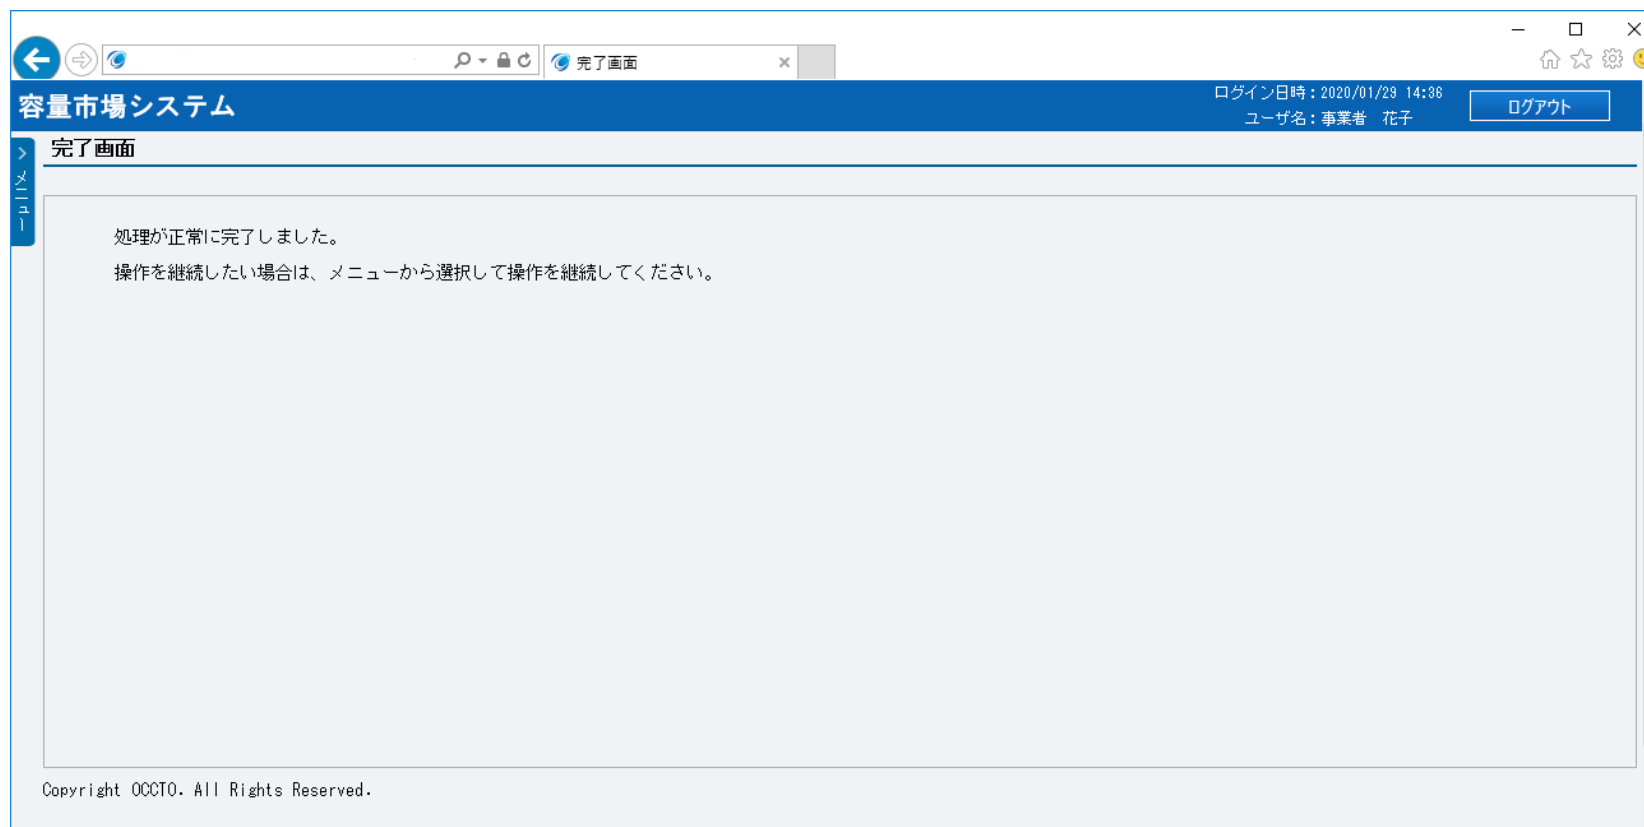 完了画面
容量市場システム
ログイン日時：2020/01/29 14:36
ユーザ名：事業者　花子
ログアウト
メニュー
完了画面
処理が正常に完了しました。
操作を継続したい場合は、メニューから選択して操作を継続してください。
Copyright OCCTO. All Rights Reserved.